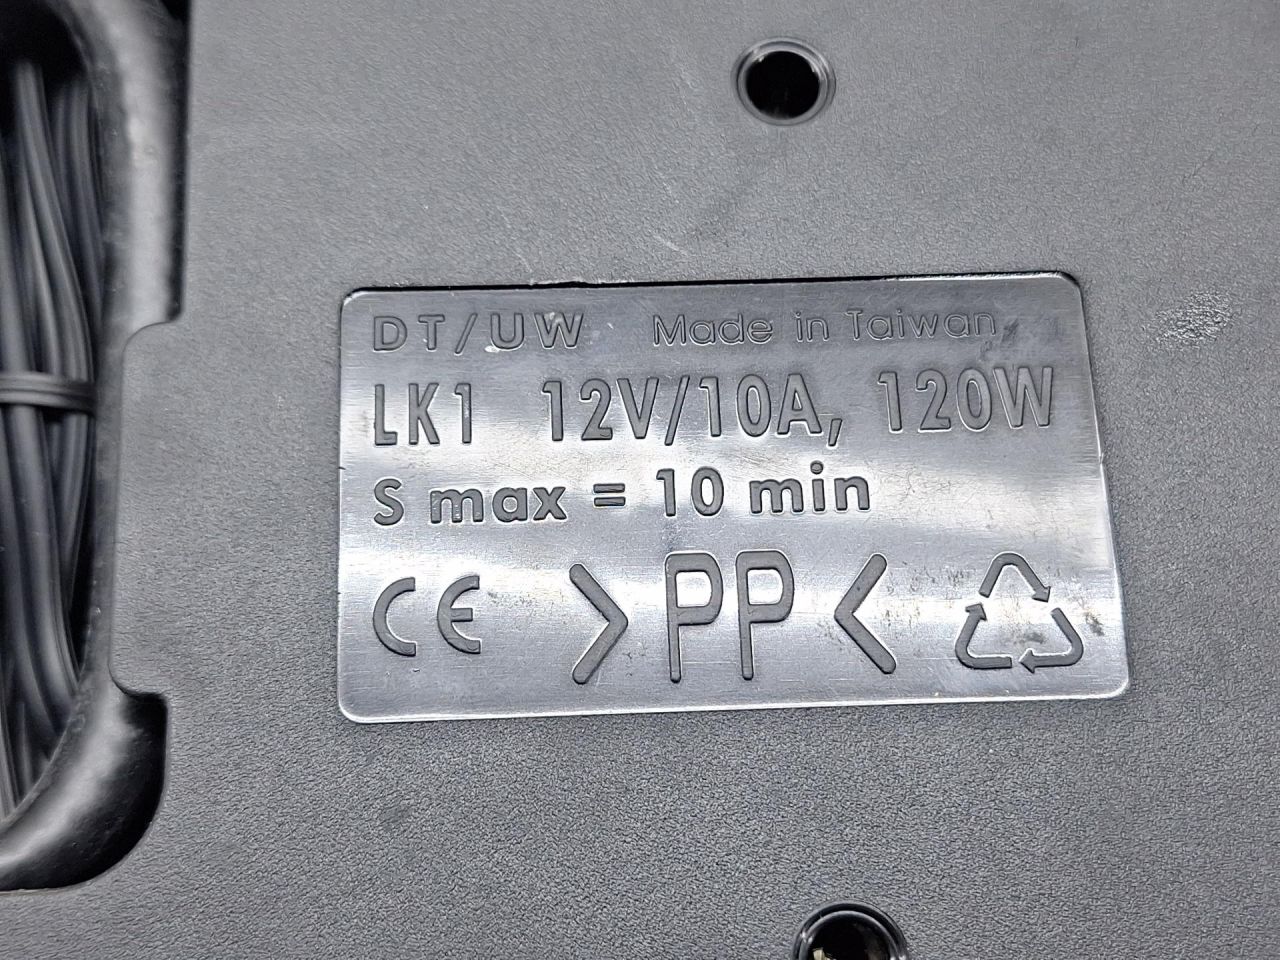 DT/UW Made in Taiwan
LK1 12V/10A, 120W
S max = 10 min
CE >PP<